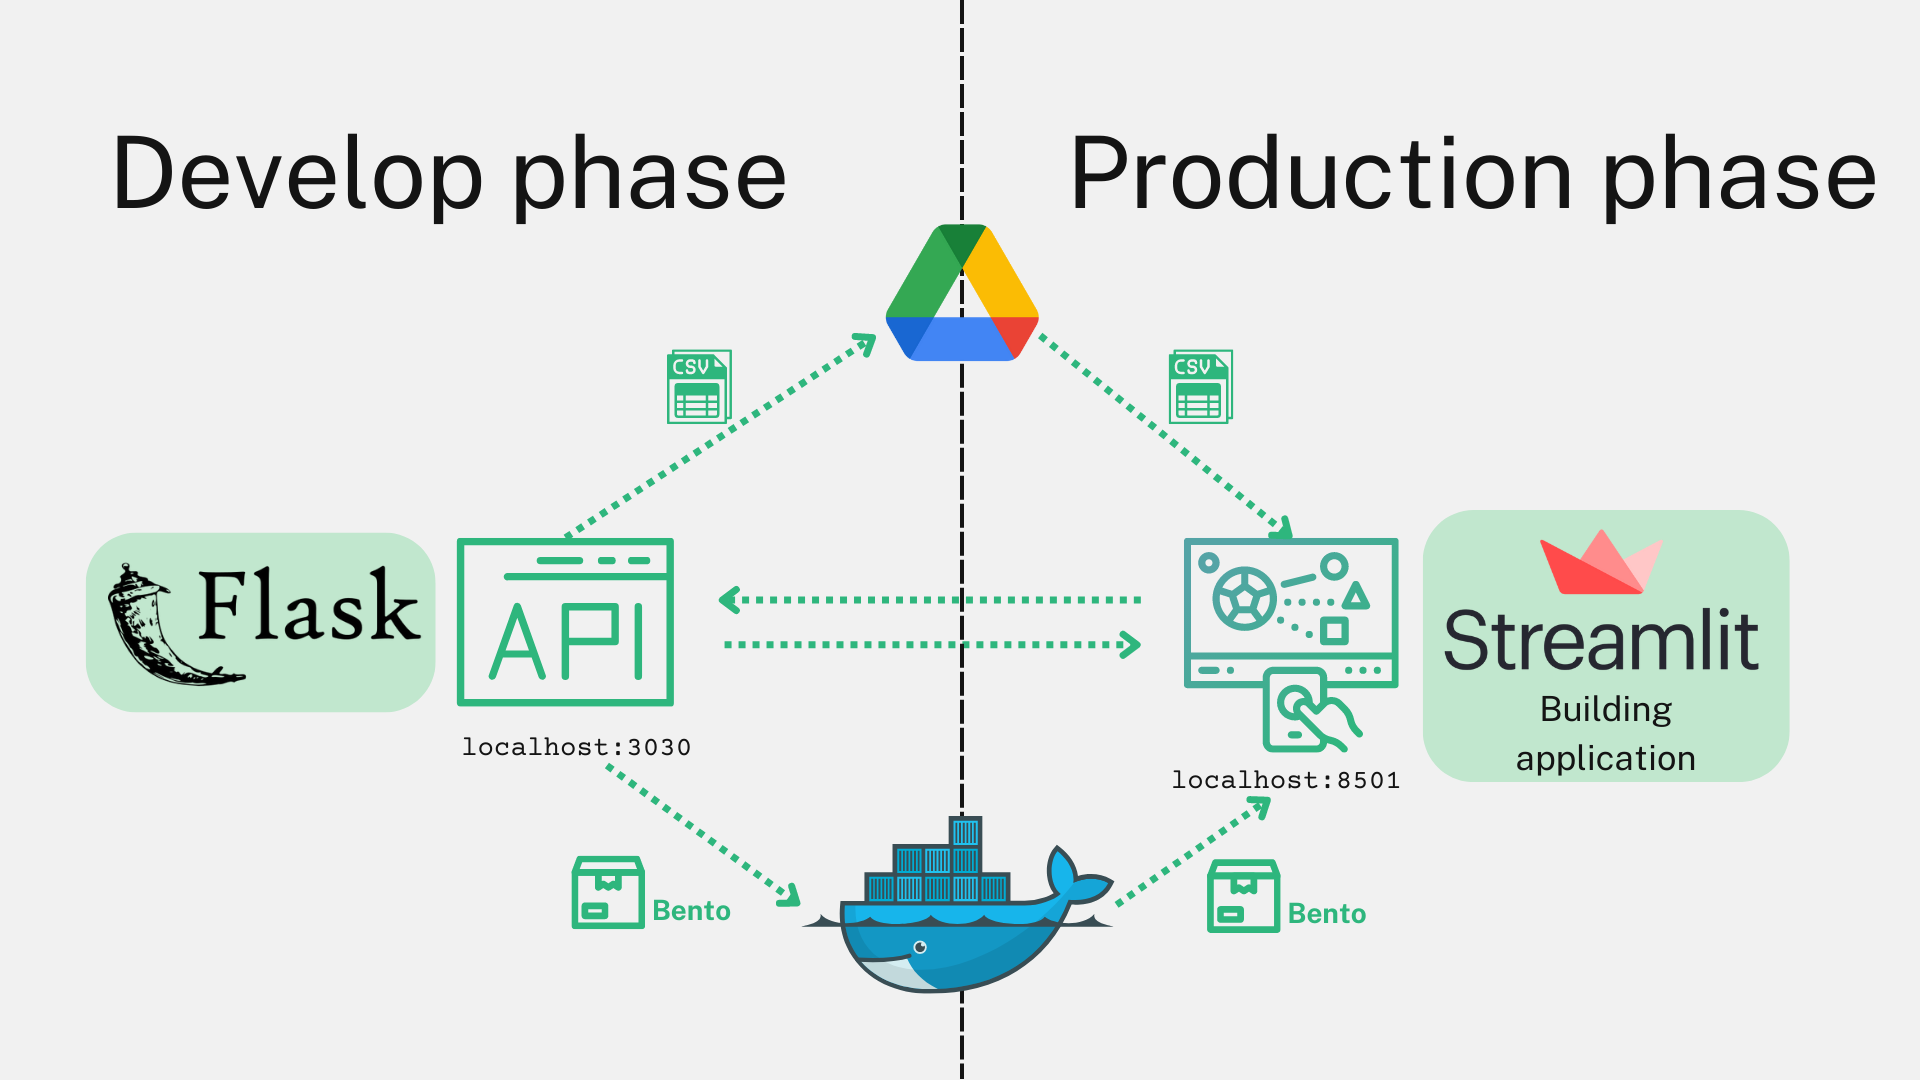 Develop phase
Production phase
CSV
CSV
Flask
API
Streamlit
Building
application
localhost:3030
localhost:8501
Bento
Bento